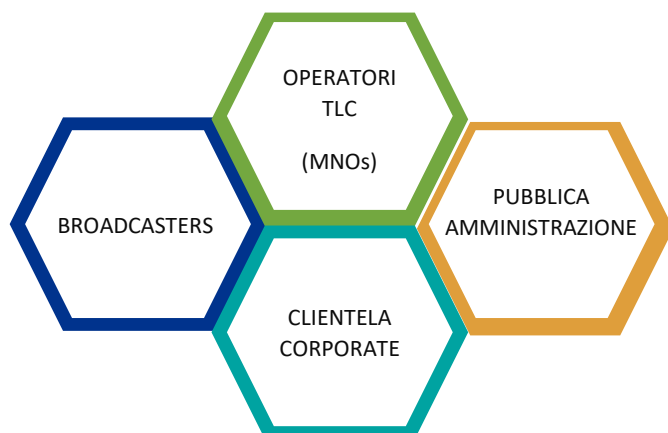 OPERATORI
TLC
(MNOs)
BROADCASTERS
PUBBLICA
AMMINISTRAZIONE
CLIENTELA
CORPORATE